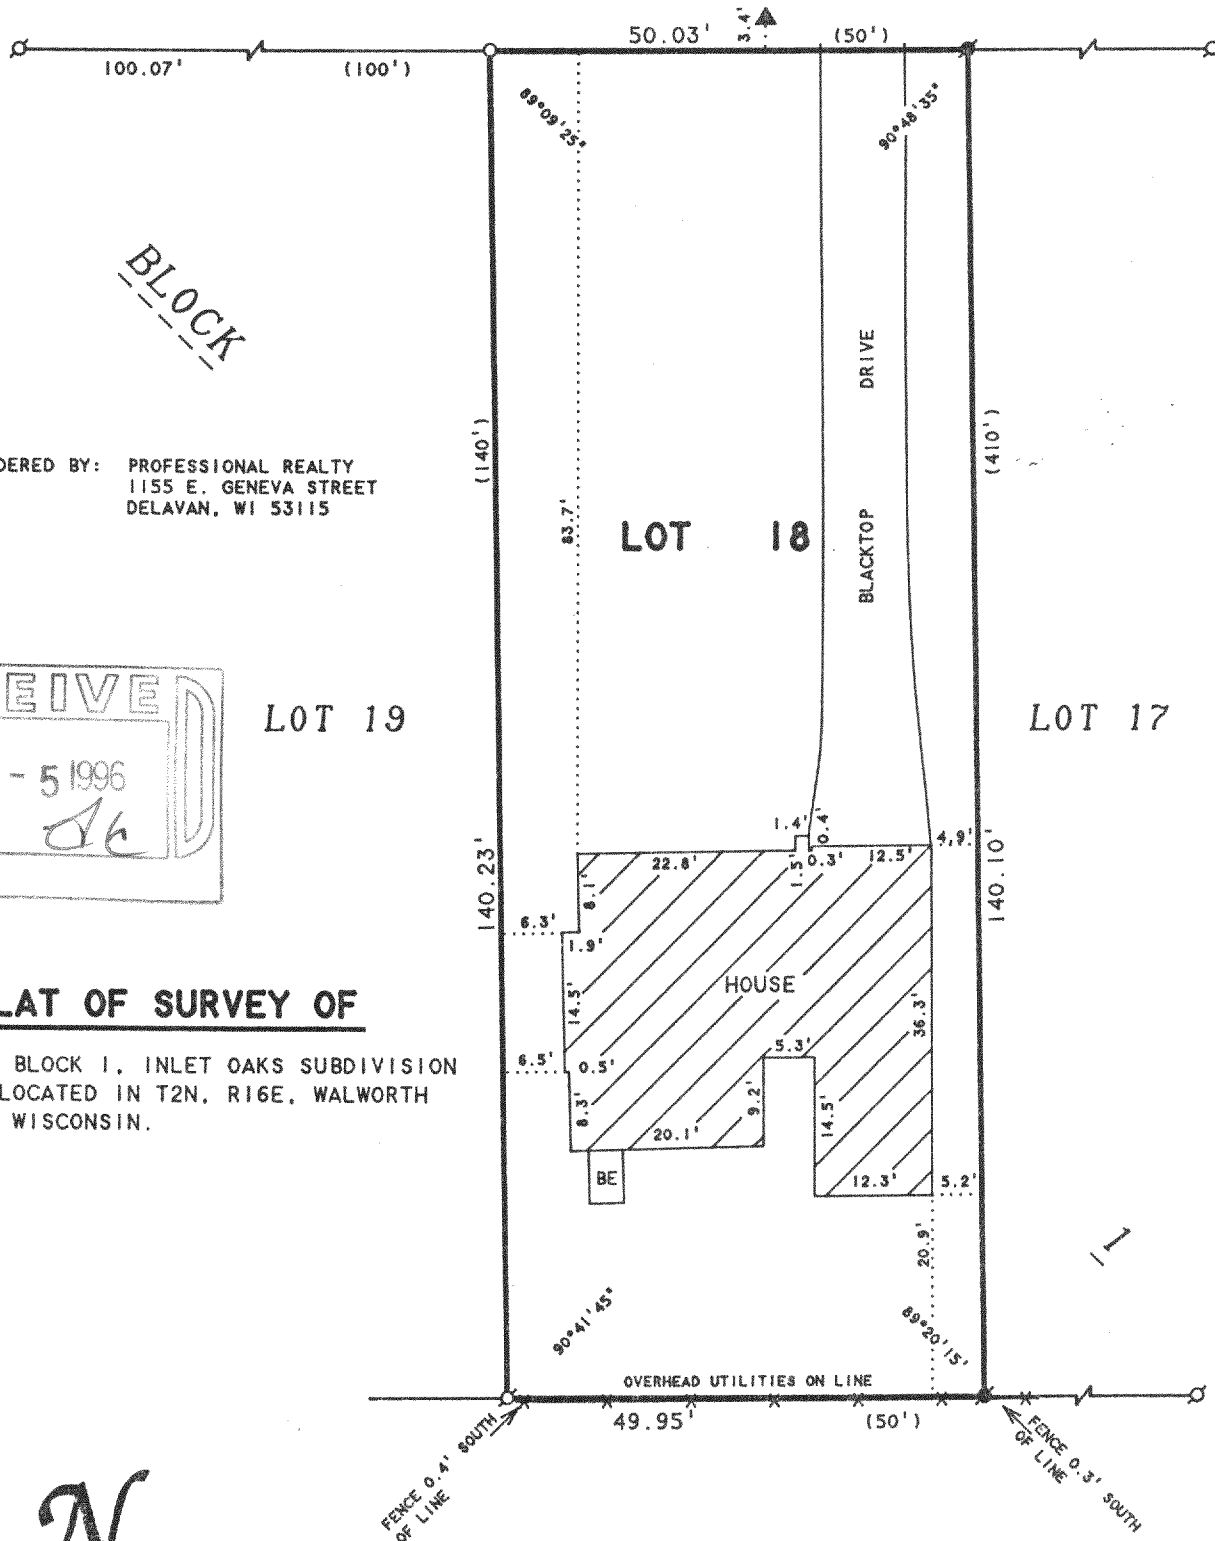 50.03'
3.4'
(50')
100.07'
(100')
89°09'25"
90°48'35"
BLOCK
(140')
(410')
DERED BY: PROFESSIONAL REALTY
1155 E. GENEVA STREET
DELAVAN, WI 53115
83.7'
LOT 18
BLACKTOP DRIVE
EIVED
- 5 1996
LOT 19
LOT 17
140.23'
140.10'
1.4'
0.4'
4.9'
22.8'
1.5'
0.3'
12.5'
8.1'
6.3'
1.9'
HOUSE
14.5'
36.3'
LAT OF SURVEY OF
BLOCK 1, INLET OAKS SUBDIVISION
LOCATED IN T2N, R16E, WALWORTH
WISCONSIN.
6.5'
0.5'
5.3'
8.3'
9.2'
14.5'
20.1'
BE
12.3'
5.2'
20.9'
1
90°41'45"
89°20'15"
OVERHEAD UTILITIES ON LINE
49.95'
(50')
FENCE 0.4' SOUTH
OF LINE
FENCE 0.3' SOUTH
OF LINE
N